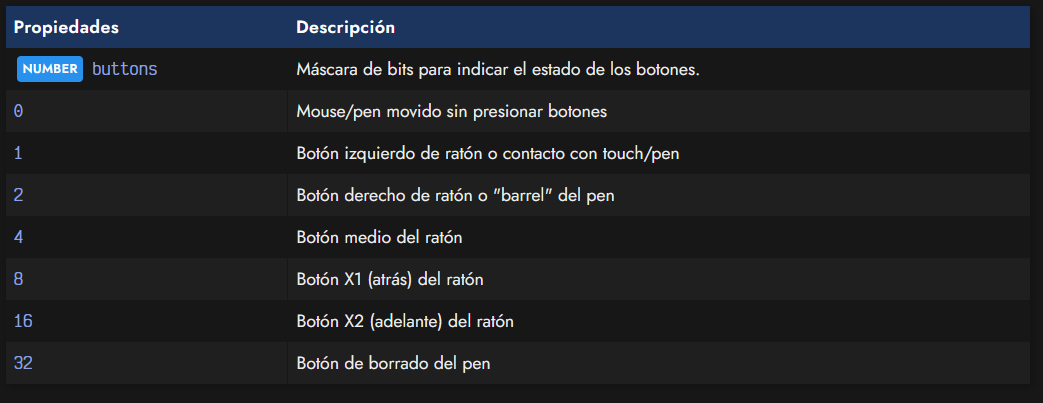 Propiedades Descripción
NUMBER buttons Máscara de bits para indicar el estado de los botones.
0 Mouse/pen movido sin presionar botones
1 Botón izquierdo de ratón o contacto con touch/pen
2 Botón derecho de ratón o "barrel" del pen
4 Botón medio del ratón
8 Botón X1 (atrás) del ratón
16 Botón X2 (adelante) del ratón
32 Botón de borrado del pen